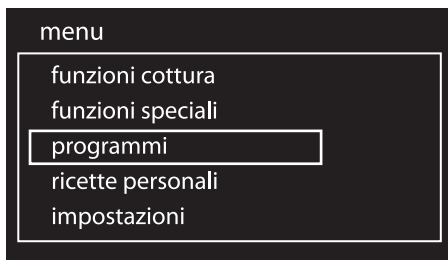 menu
funzioni cottura
funzioni speciali
programmi
ricette personali
impostazioni